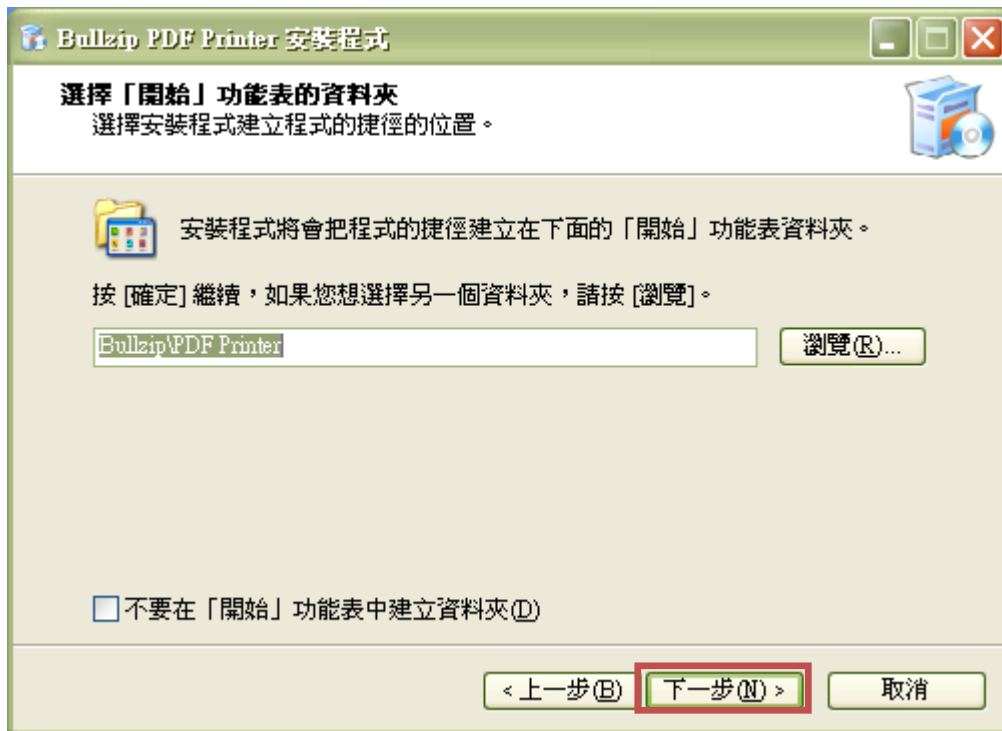 Bullzip PDF Printer 安裝程式
選擇「開始」功能表的資料夾
選擇安裝程式建立程式的捷徑的位置。
安裝程式將會把程式的捷徑建立在下面的「開始」功能表資料夾。
按 [確定] 繼續，如果您想選擇另一個資料夾，請按 [瀏覽]。
Bullzip\PDF Printer 瀏覽(R)...
不要在「開始」功能表中建立資料夾(D)
< 上一步(B) 下一步(N) > 取消